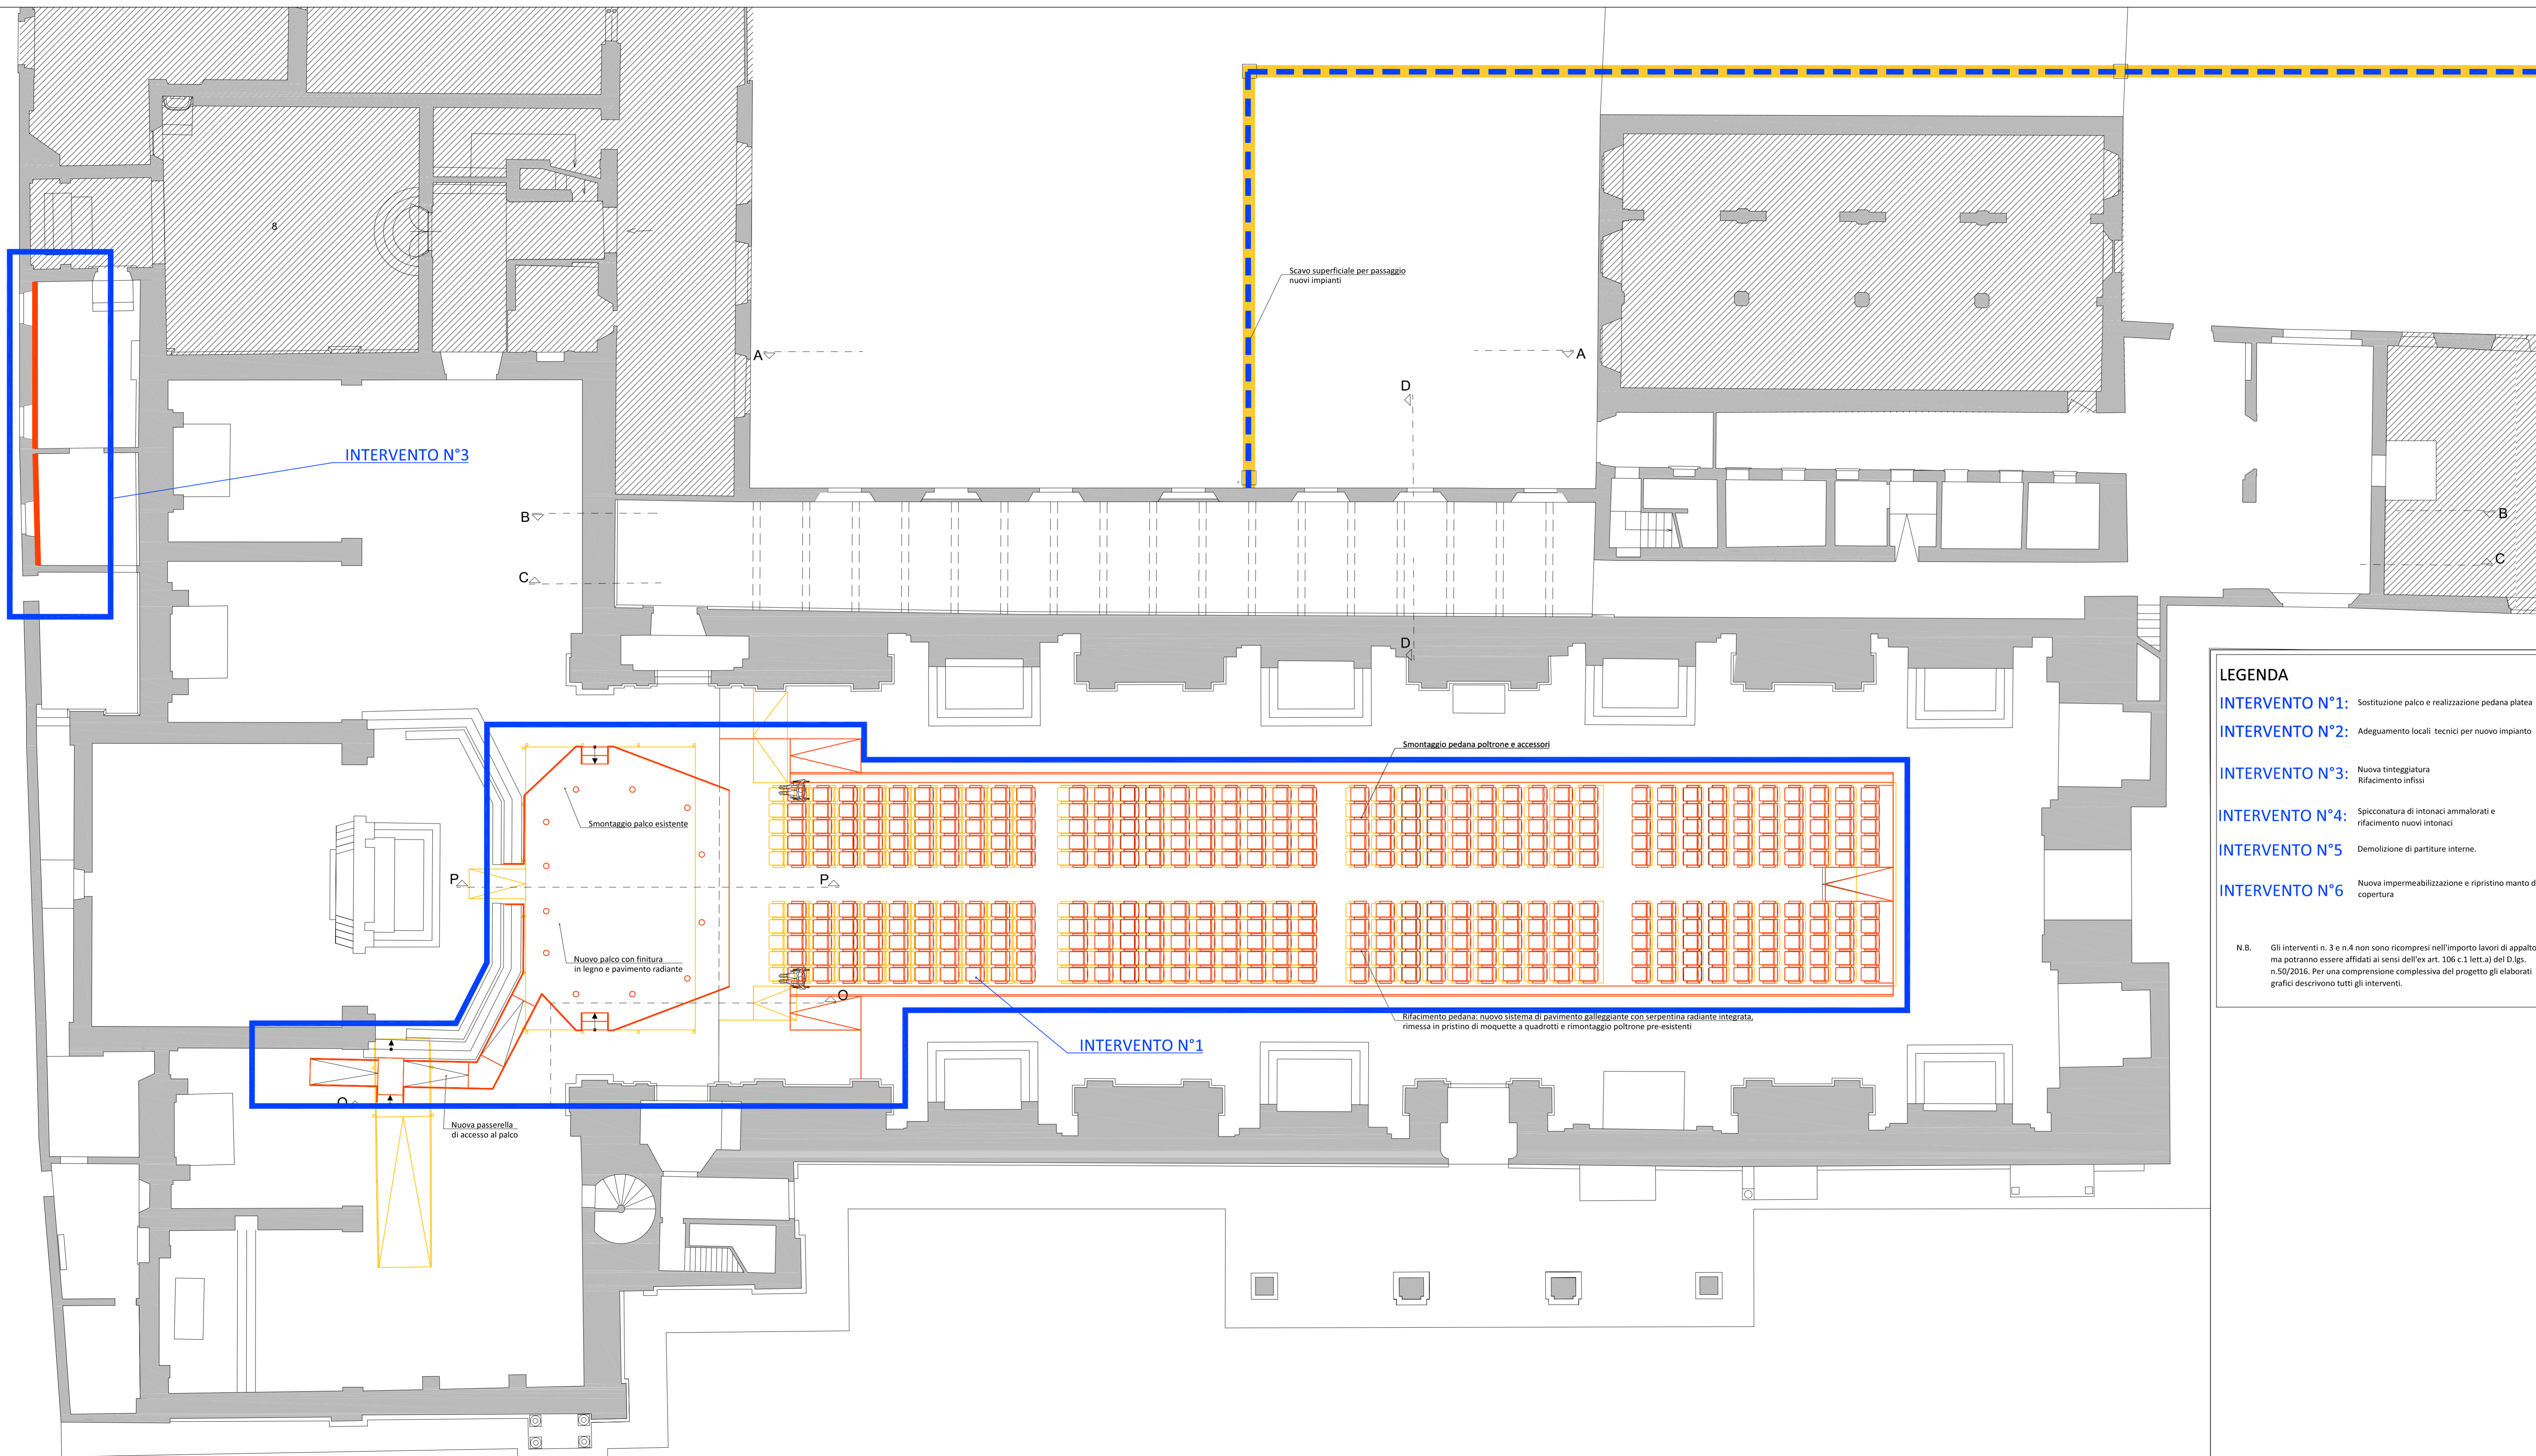 8
Scavo superficiale per passaggio
nuovi impianti
A
A
D
INTERVENTO N°3
B
B
C
C
D
LEGENDA
INTERVENTO N°1: Sostituzione palco e realizzazione pedana platea
INTERVENTO N°2: Adeguamento locali tecnici per nuovo impianto
INTERVENTO N°3: Nuova tinteggiatura
Rifacimento infissi
INTERVENTO N°4: Spicconatura di intonaci ammalorati e
rifacimento nuovi intonaci
INTERVENTO N°5 Demolizione di partiture interne.
INTERVENTO N°6 Nuova impermeabilizzazione e ripristino manto d
copertura
N.B. Gli interventi n. 3 e n.4 non sono ricompresi nell'importo lavori di appalto
ma potranno essere affidati ai sensi dell'ex art. 106 c.1 lett.a) del D.lgs.
n.50/2016. Per una comprensione complessiva del progetto gli elaborati
grafici descrivono tutti gli interventi.
Smontaggio pedana poltrone e accessori
Smontaggio palco esistente
P
P
Nuovo palco con finitura
in legno e pavimento radiante
O
Rifacimento pedana: nuovo sistema di pavimento galleggiante con serpentina radiante integrata,
rimessa in pristino di moquette a quadrotti e rimontaggio poltrone pre-esistenti
INTERVENTO N°1
Nuova passerella
di accesso al palco